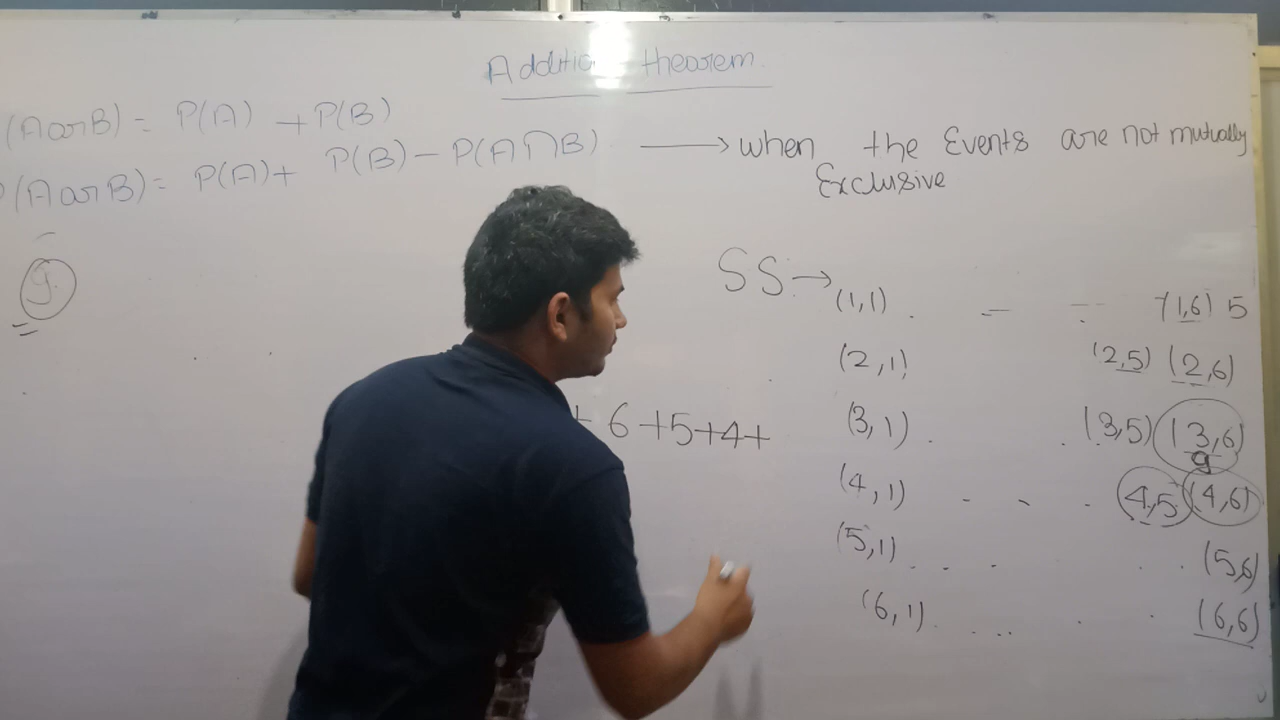 Addition theorem.
(A or B) = P(A) + P(B)
P(A or B) = P(A) + P(B) - P(A∩B) → when the Events are not mutually
Exclusive
9.
SS: →
(1,1) . - - (1,6) 5
(2,1) (2,5) (2,6)
+ 6 +5+4+
(3,1) . . (3,5) (3,6)
9
(4,1) - - . (4,5) (4,6)
(5,1) . . . . . (5,6)
(6,1) . . . . . (6,6)